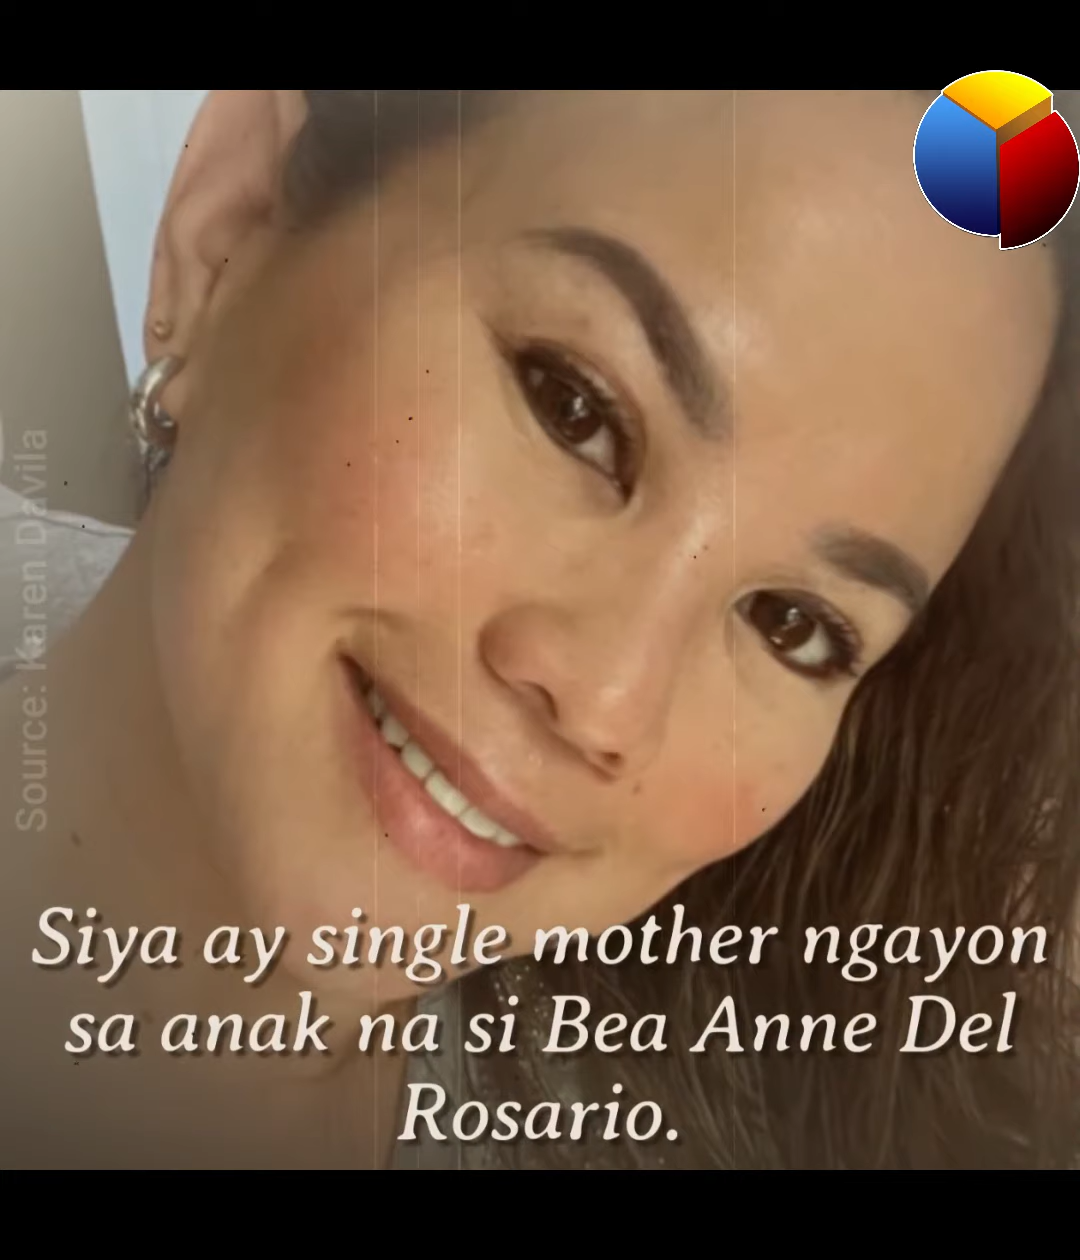 Source: Karen Davila
Siya ay single mother ngayon
sa anak na si Bea Anne Del
Rosario.